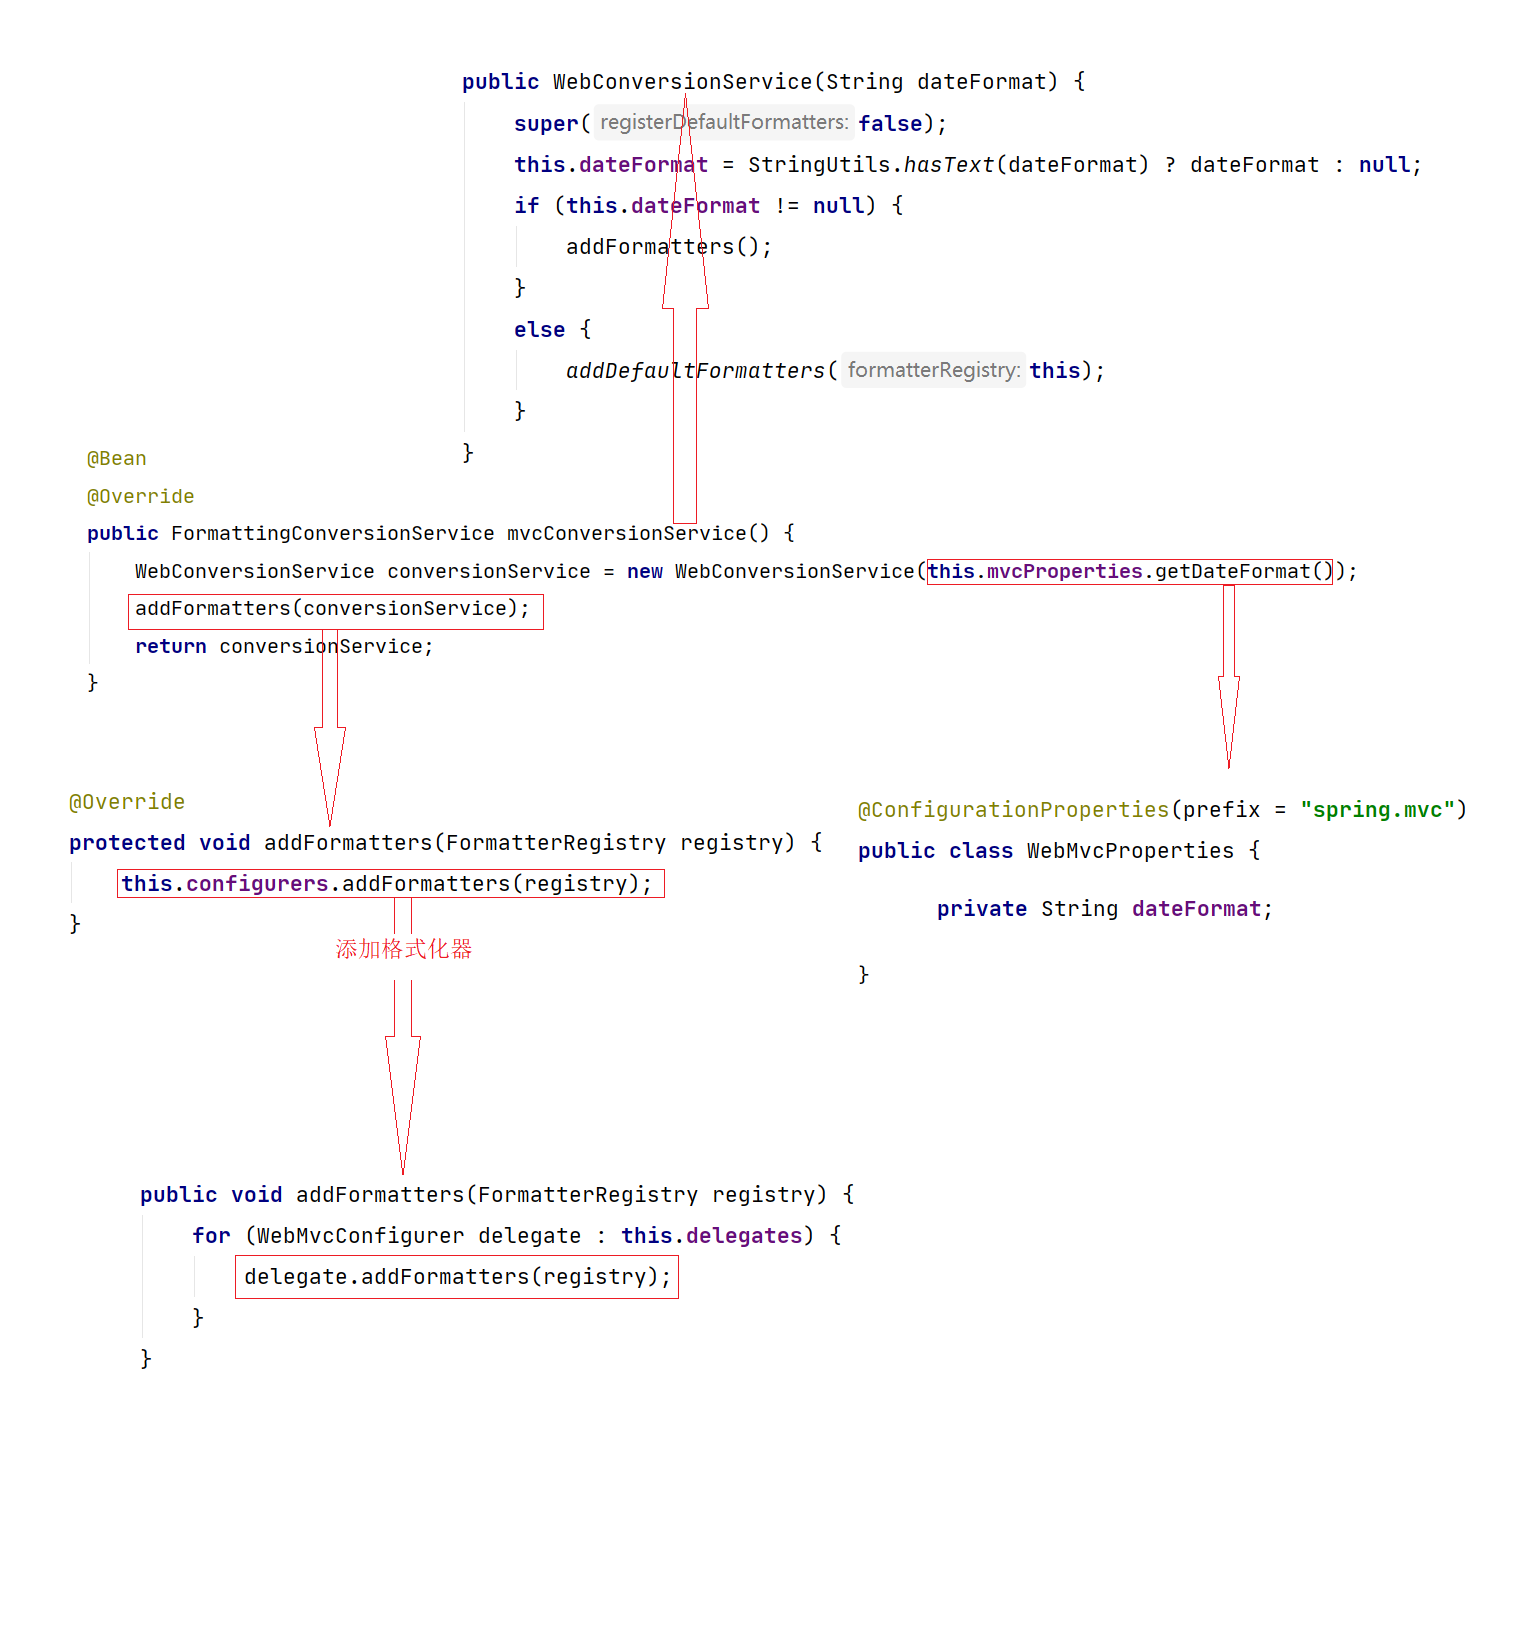 public WebConversionService(String dateFormat) {
super( registerDefaultFormatters: false);
this.dateFormat = StringUtils.hasText(dateFormat) ? dateFormat : null;
if (this.dateFormat != null) {
addFormatters();
}
else {
addDefaultFormatters( formatterRegistry: this);
}
}
@Bean
@Override
public FormattingConversionService mvcConversionService() {
WebConversionService conversionService = new WebConversionService(this.mvcProperties.getDateFormat());
addFormatters(conversionService);
return conversionService;
}
@Override
protected void addFormatters(FormatterRegistry registry) {
this.configurers.addFormatters(registry);
}
添加格式化器
@ConfigurationProperties(prefix = "spring.mvc")
public class WebMvcProperties {
private String dateFormat;
}
public void addFormatters(FormatterRegistry registry) {
for (WebMvcConfigurer delegate : this.delegates) {
delegate.addFormatters(registry);
}
}